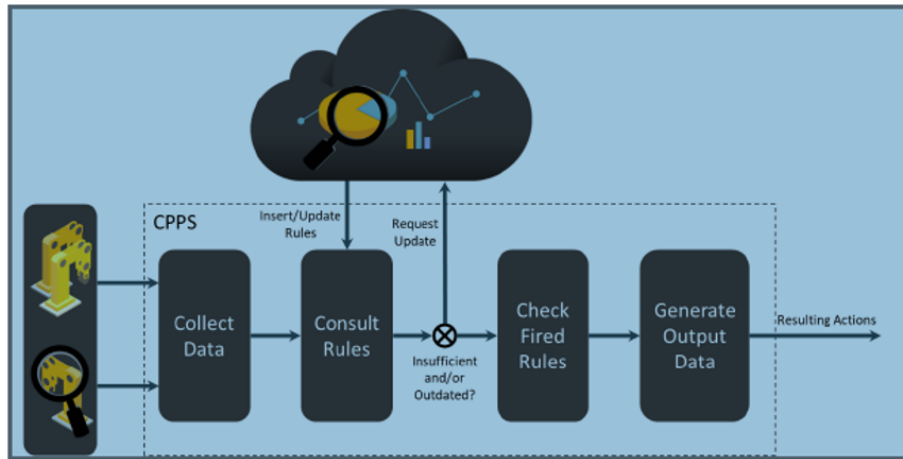 Insert/Update
Rules
Request
Update
CPPS
Collect
Data
Consult
Rules
Insufficient
and/or
Outdated?
Check
Fired
Rules
Generate
Output
Data
Resulting Actions